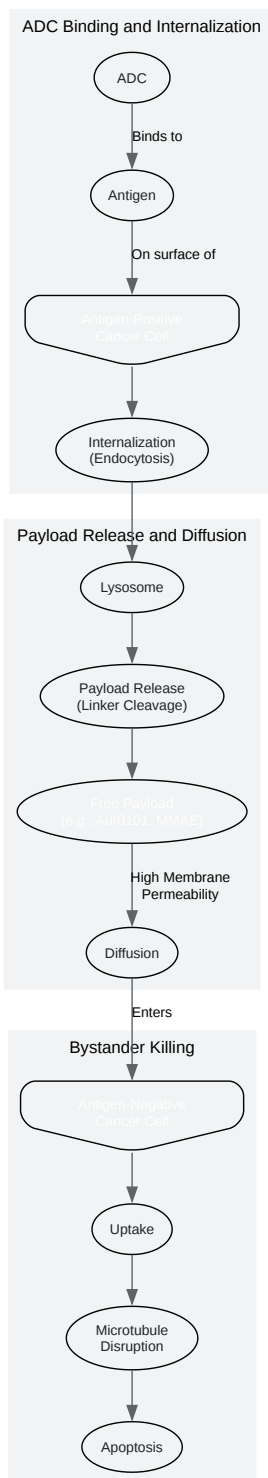 ADC Binding and Internalization
ADC
Binds to
Antigen
On surface of
Antigen-Positive
Cancer Cell
Internalization
(Endocytosis)
Payload Release and Diffusion
Lysosome
Payload Release
(Linker Cleavage)
Free Payload
(e.g., Aur0101, MMAE)
High Membrane
Permeability
Diffusion
Enters
Bystander Killing
Antigen-Negative
Cancer Cell
Uptake
Microtubule
Disruption
Apoptosis